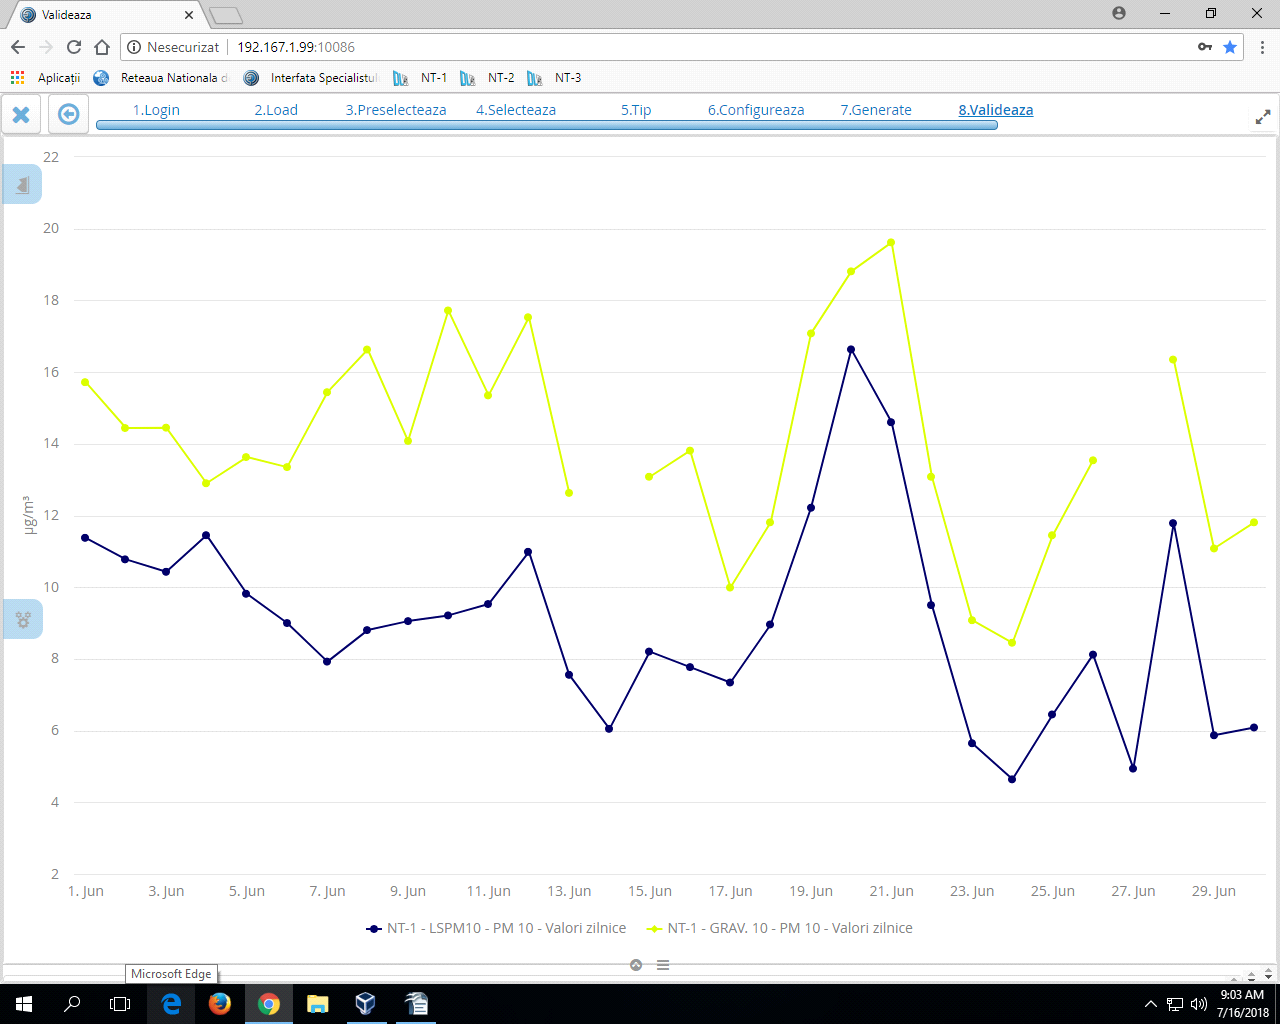 Valideaza
Nesecurizat 192.167.1.99:10086
Aplicații Reteaua Nationala d Interfata Specialistulu NT-1 NT-2 NT-3
1.Login 2.Load 3.Preselecteaza 4.Selecteaza 5.Tip 6.Configureaza 7.Generate 8.Valideaza
22
20
18
16
14
12
10
8
6
4
2
µg/m³
1. Jun 3. Jun 5. Jun 7. Jun 9. Jun 11. Jun 13. Jun 15. Jun 17. Jun 19. Jun 21. Jun 23. Jun 25. Jun 27. Jun 29. Jun
NT-1 - LSPM10 - PM 10 - Valori zilnice NT-1 - GRAV. 10 - PM 10 - Valori zilnice
Microsoft Edge
9:03 AM
7/16/2018